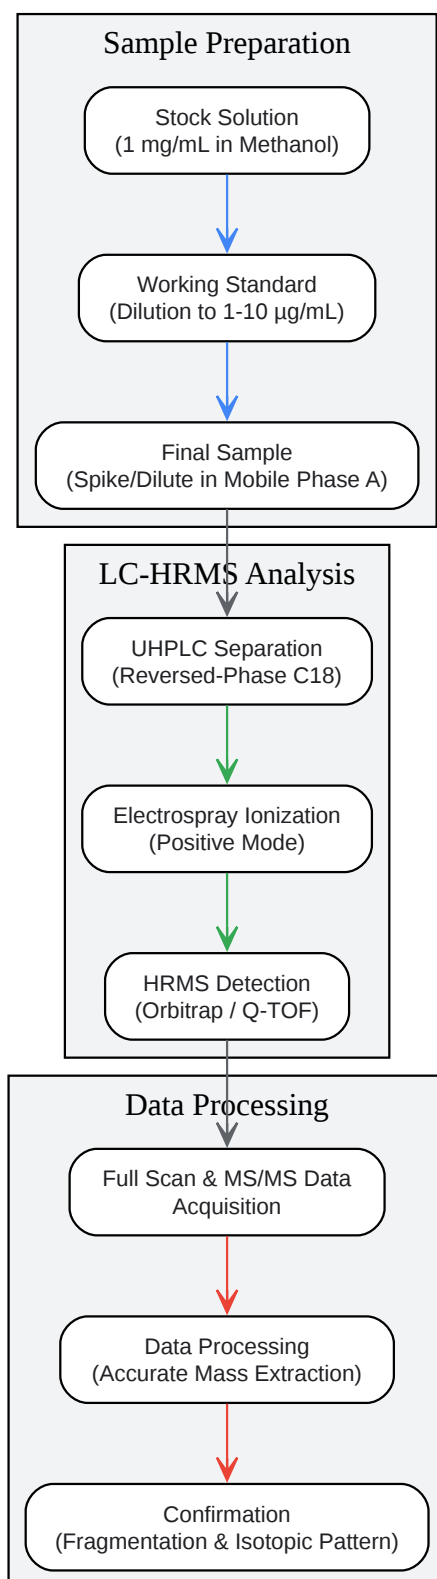 Sample Preparation
Stock Solution
(1 mg/mL in Methanol)
Working Standard
(Dilution to 1-10 µg/mL)
Final Sample
(Spike/Dilute in Mobile Phase A)
LC-HRMS Analysis
UHPLC Separation
(Reversed-Phase C18)
Electrospray Ionization
(Positive Mode)
HRMS Detection
(Orbitrap / Q-TOF)
Data Processing
Full Scan & MS/MS Data
Acquisition
Data Processing
(Accurate Mass Extraction)
Confirmation
(Fragmentation & Isotopic Pattern)